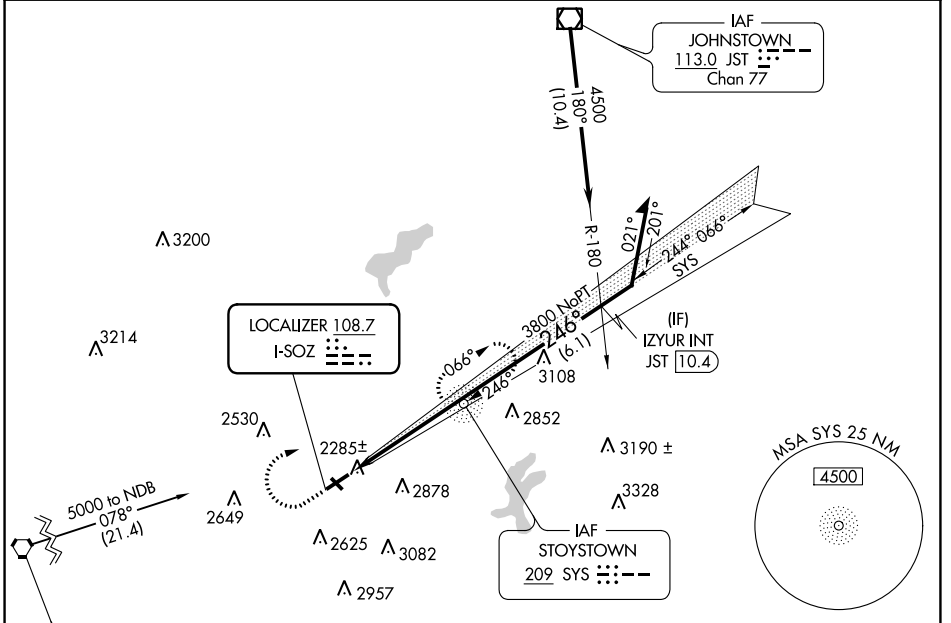 IAF
JOHNSTOWN
113.0 JST
Chan 77
4500
180°
(10.4)
R-180
021°
201°
244° 066°
SYS
3200
3214
LOCALIZER 108.7
I-SOZ
3800 NoPT
246°
(6.1)
(IF)
IZYUR INT
JST 10.4
066°
246°
3108
2530
2285±
2852
3190 ±
MSA SYS 25 NM
4500
5000 to NDB
078°
(21.4)
2649
2878
3328
2625
3082
2957
IAF
STOYSTOWN
209 SYS